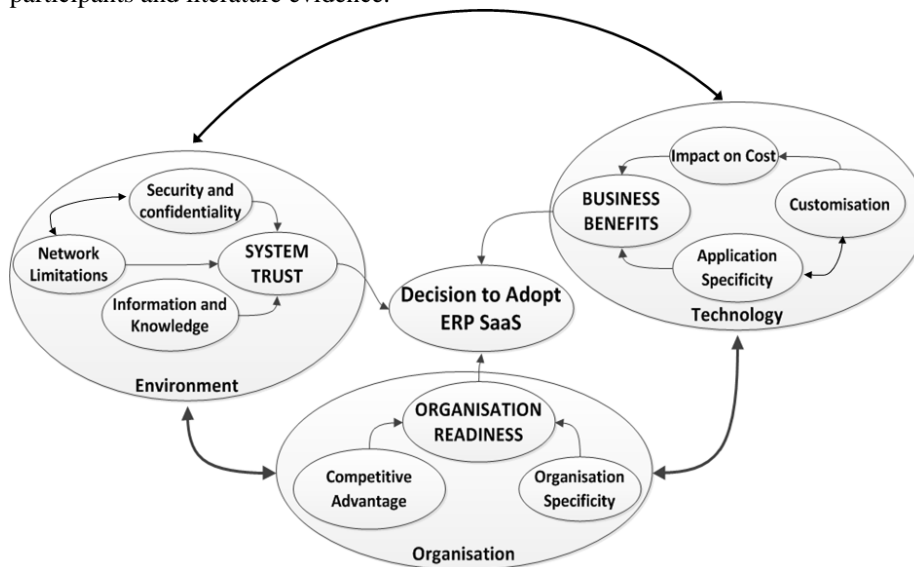 participants and literature evidence.
Security and
confidentiality
Network
Limitations
SYSTEM
TRUST
Information and
Knowledge
Environment
Impact on Cost
BUSINESS
BENEFITS
Customisation
Application
Specificity
Technology
Decision to Adopt
ERP SaaS
ORGANISATION
READINESS
Competitive
Advantage
Organisation
Specificity
Organisation